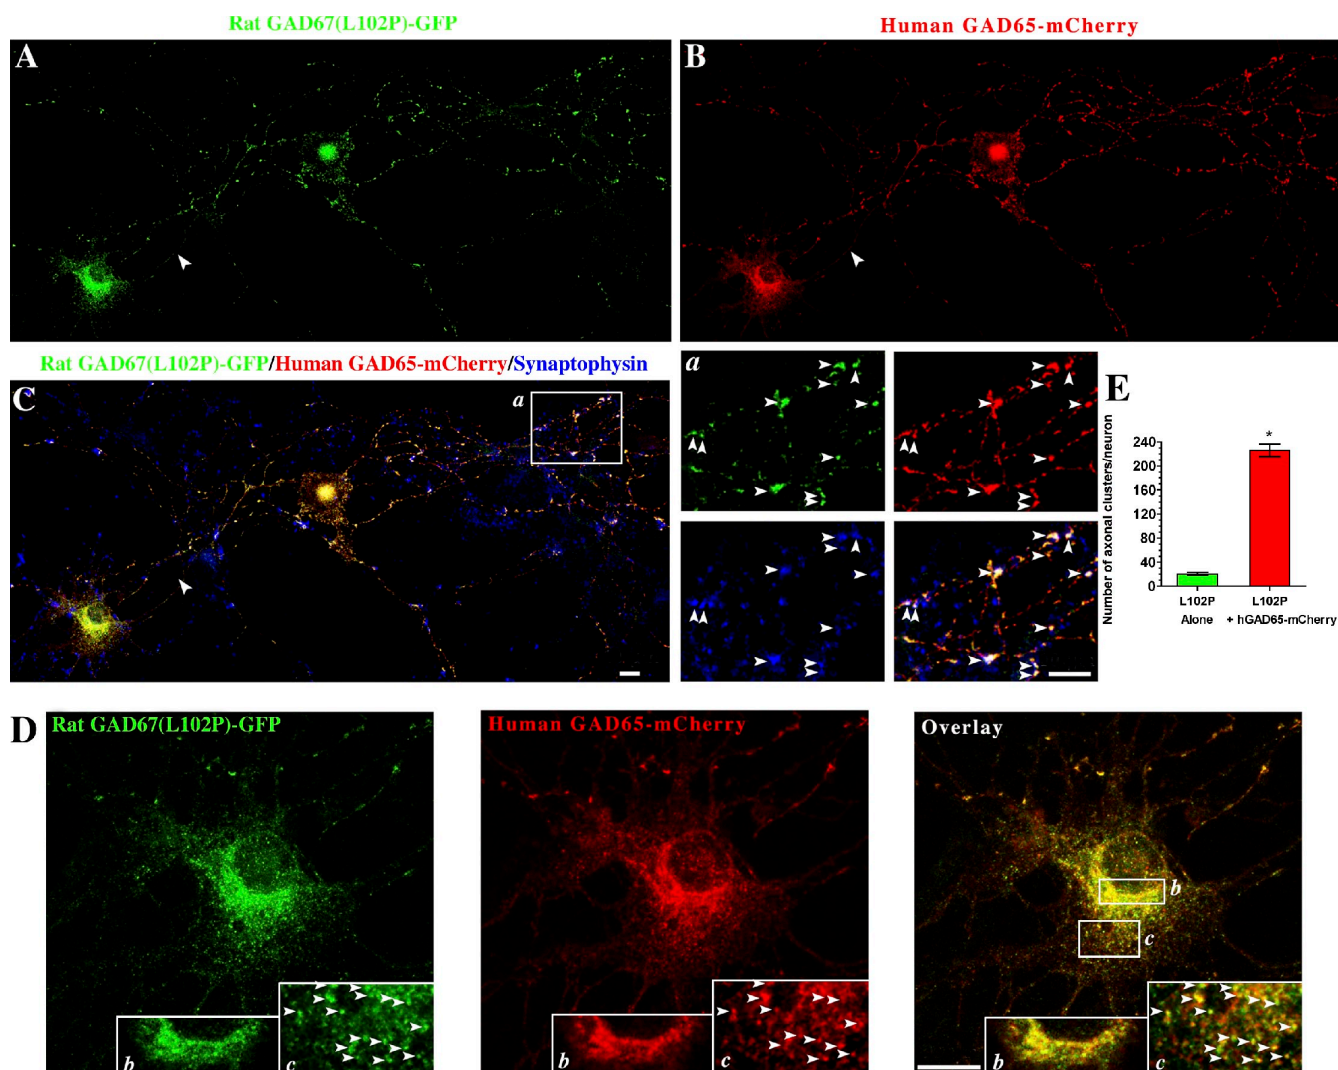 Rat GAD67(L102P)-GFP
Human GAD65-mCherry
A
B
Rat GAD67(L102P)-GFP/Human GAD65-mCherry/Synaptophysin
C
a
a
E
Number of axonal clusters/neuron
240
200
160
120
80
40
0
*
L102P
Alone
L102P
+ hGAD65-mCherry
D
Rat GAD67(L102P)-GFP
Human GAD65-mCherry
Overlay
b
c
b
c
b
c
b
c